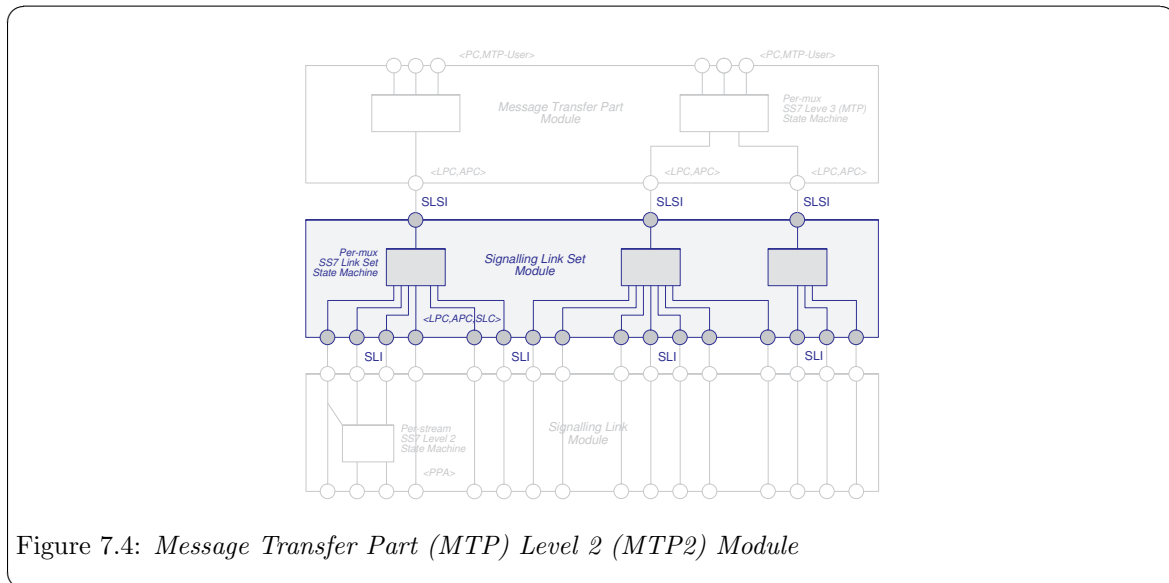 <PC,MTP-User>
<PC,MTP-User>
Message Transfer Part
Module
Per-mux
SS7 Leve 3 (MTP)
State Machine
<LPC,APC>
<LPC,APC>
<LPC,APC>
SLSI
SLSI
SLSI
Per-mux
SS7 Link Set
State Machine
Signalling Link Set
Module
<LPC,APC,SLC>
SLI
SLI
SLI
Per-stream
SS7 Level 2
State Machine
Signalling Link
Module
<PPA>
Figure 7.4: Message Transfer Part (MTP) Level 2 (MTP2) Module